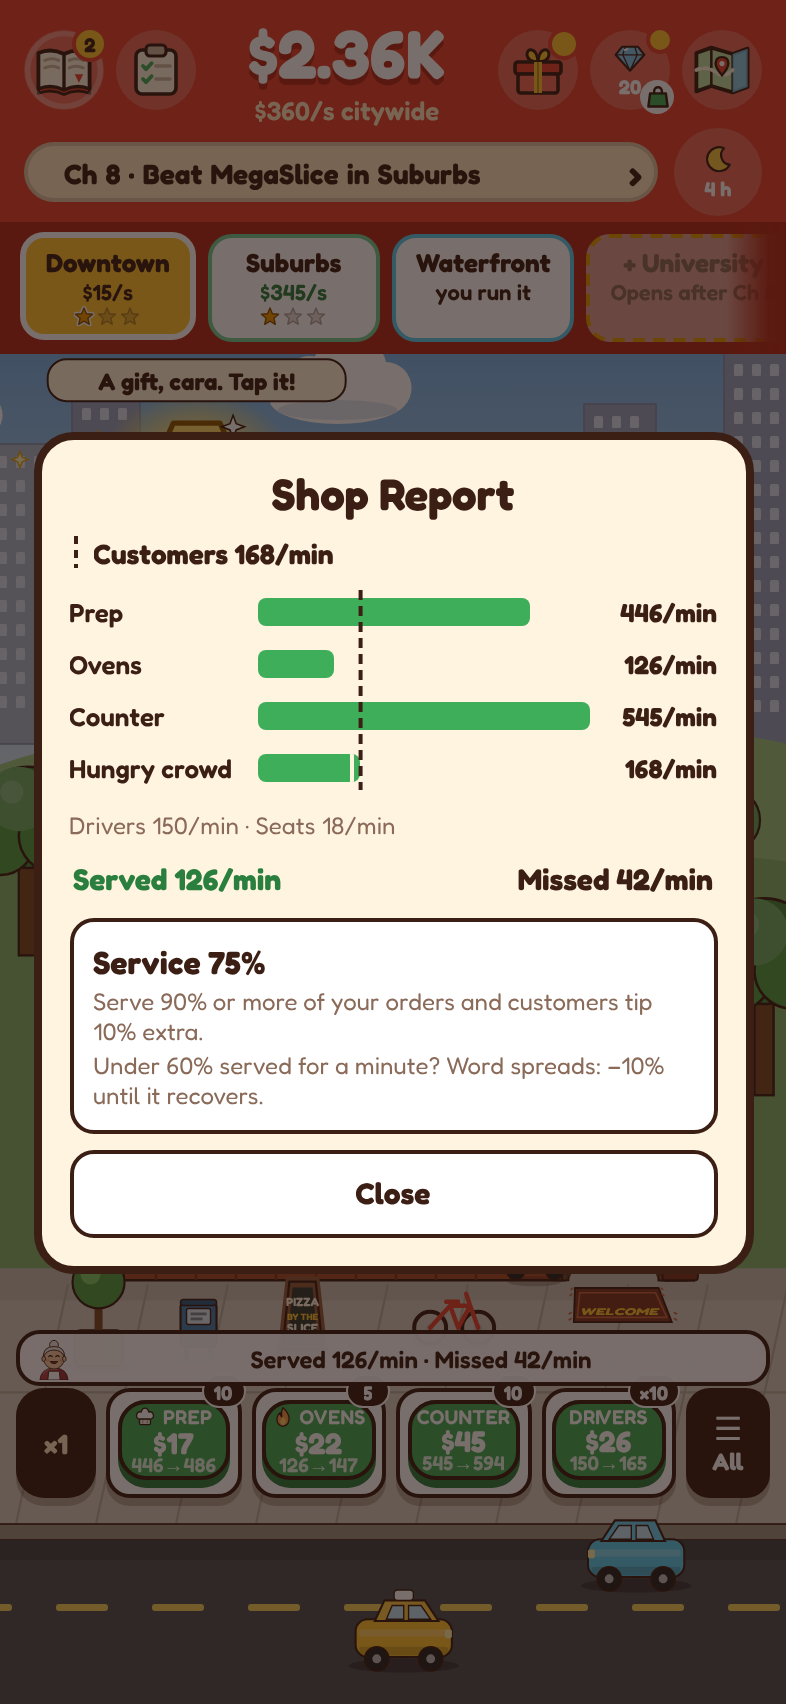 2
$2.36K
$360/s citywide
20
Ch 8 · Beat MegaSlice in Suburbs
4 h
Downtown
$15/s
Suburbs
$345/s
Waterfront
you run it
+ University
Opens after Ch
A gift, cara. Tap it!
Shop Report
Customers 168/min
Prep 446/min
Ovens 126/min
Counter 545/min
Hungry crowd 168/min
Drivers 150/min · Seats 18/min
Served 126/min Missed 42/min
Service 75%
Serve 90% or more of your orders and customers tip
10% extra.
Under 60% served for a minute? Word spreads: −10%
until it recovers.
Close
PIZZA
BY THE
SLICE
WELCOME
Served 126/min · Missed 42/min
x1
10
PREP
$17
446→486
5
OVENS
$22
126→147
10
COUNTER
$45
545→594
x10
DRIVERS
$26
150→165
All